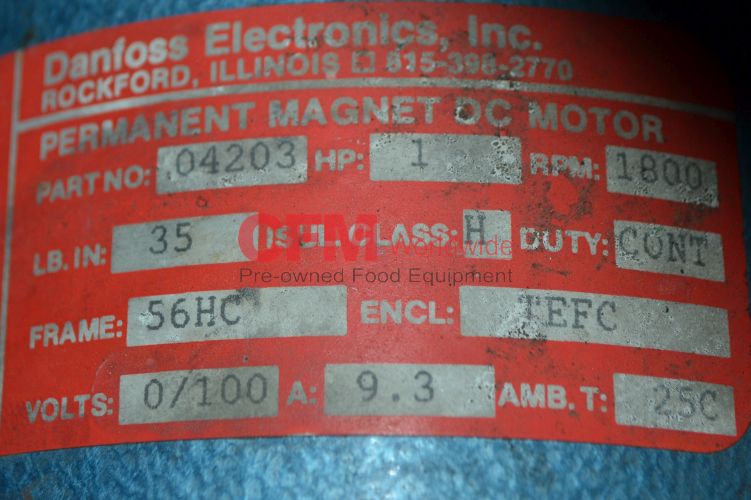 Danfoss Electronics, Inc.
ROCKFORD, ILLINOIS □ 815-398-2770
PERMANENT MAGNET DC MOTOR
PART NO: 04203 HP: 1 RPM: 1800
LB. IN: 35 CLASS: H DUTY: CONT
CFM Worldwide
Pre-owned Food Equipment
FRAME: 56HC ENCL: TEFC
VOLTS: 0/100 A: 9.3 AMB. T: 25C